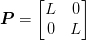 P = [L 0
0 L]